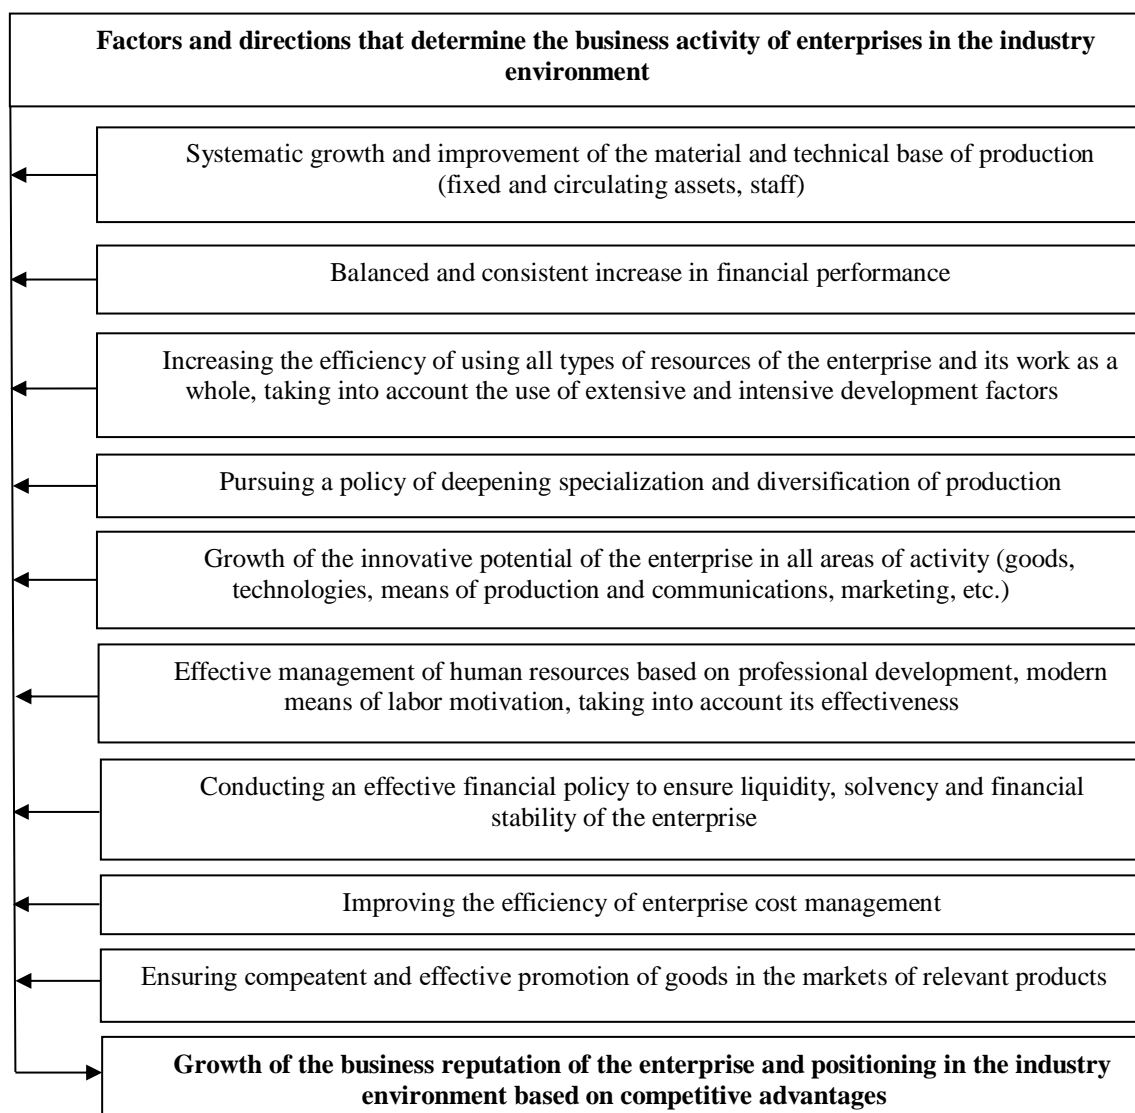 Factors and directions that determine the business activity of enterprises in the industry
environment
Systematic growth and improvement of the material and technical base of production
(fixed and circulating assets, staff)
Balanced and consistent increase in financial performance
Increasing the efficiency of using all types of resources of the enterprise and its work as a
whole, taking into account the use of extensive and intensive development factors
Pursuing a policy of deepening specialization and diversification of production
Growth of the innovative potential of the enterprise in all areas of activity (goods,
technologies, means of production and communications, marketing, etc.)
Effective management of human resources based on professional development, modern
means of labor motivation, taking into account its effectiveness
Conducting an effective financial policy to ensure liquidity, solvency and financial
stability of the enterprise
Improving the efficiency of enterprise cost management
Ensuring compeatent and effective promotion of goods in the markets of relevant products
Growth of the business reputation of the enterprise and positioning in the industry
environment based on competitive advantages